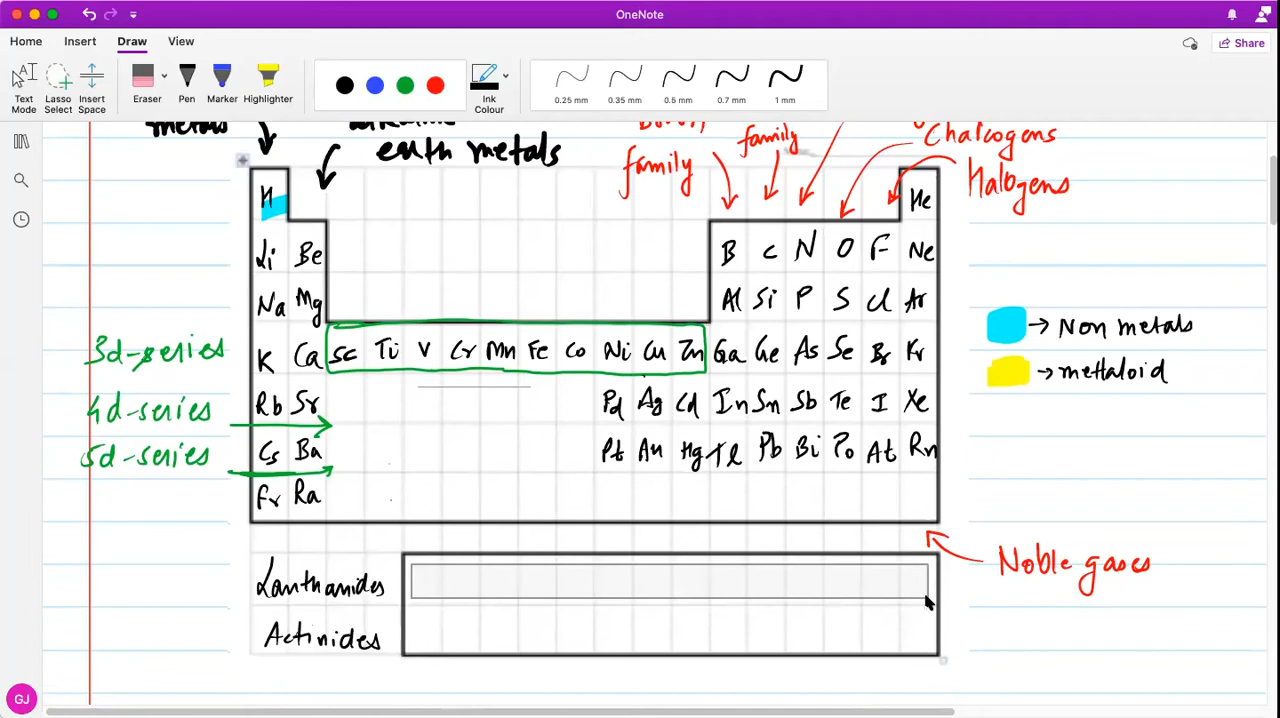 OneNote
Home Insert Draw View
Share
Text Mode
Lasso Select
Insert Space
Eraser
Pen
Marker
Highlighter
Ink Colour
0.25 mm
0.35 mm
0.5 mm
0.7 mm
1 mm
metals
alkaline
earth metals
family
family
Chalcogens
Halogens
H He
Li Be B C N O F Ne
Na Mg Al Si P S Cl Ar
3d-series K Ca Sc Ti V Cr Mn Fe Co Ni Cu Zn Ga Ge As Se Br Kr
4d-series Rb Sr Pd Ag Cd In Sn Sb Te I Xe
5d-series Cs Ba Pt Au Hg Tl Pb Bi Po At Rn
Fr Ra
→ Non metals
→ mettaloid
Noble gases
Lanthanides
Actinides
GJ